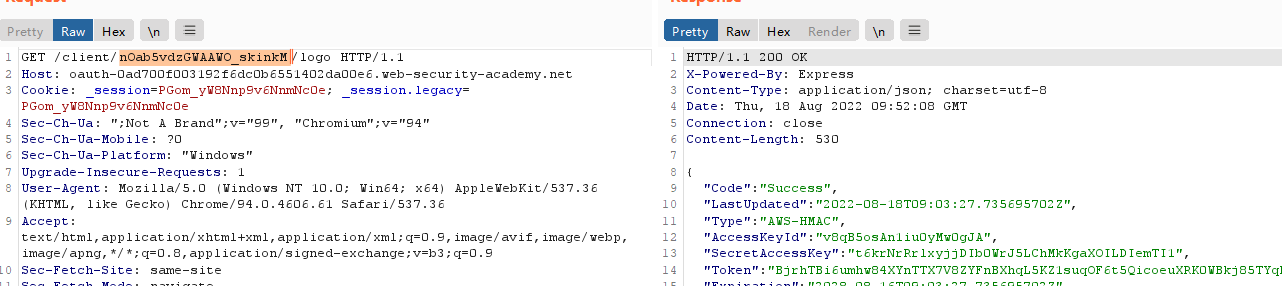 Request
Pretty Raw Hex \n
1 GET /client/nOab5vdzGWAAWO_skinkM/logo HTTP/1.1
2 Host: oauth-0ad700f003192f6dc0b6551402da00e6.web-security-academy.net
3 Cookie: _session=PGom_yW8Nnp9v6NnmNc0e; _session.legacy=
PGom_yW8Nnp9v6NnmNc0e
4 Sec-Ch-Ua: ";Not A Brand";v="99", "Chromium";v="94"
5 Sec-Ch-Ua-Mobile: ?0
6 Sec-Ch-Ua-Platform: "Windows"
7 Upgrade-Insecure-Requests: 1
8 User-Agent: Mozilla/5.0 (Windows NT 10.0; Win64; x64) AppleWebKit/537.36
(KHTML, like Gecko) Chrome/94.0.4606.61 Safari/537.36
9 Accept:
text/html,application/xhtml+xml,application/xml;q=0.9,image/avif,image/webp,
image/apng,*/*;q=0.8,application/signed-exchange;v=b3;q=0.9
10 Sec-Fetch-Site: same-site
11 Sec-Fetch-Mode: navigate
Response
Pretty Raw Hex Render \n
1 HTTP/1.1 200 OK
2 X-Powered-By: Express
3 Content-Type: application/json; charset=utf-8
4 Date: Thu, 18 Aug 2022 09:52:08 GMT
5 Connection: close
6 Content-Length: 530
7
8 {
9 "Code":"Success",
10 "LastUpdated":"2022-08-18T09:03:27.735695702Z",
11 "Type":"AWS-HMAC",
12 "AccessKeyId":"v8qB5osAn1iu0yMw0gJA",
13 "SecretAccessKey":"t6krNrRr1xyjjDIb0WrJ5LChMkKgaXOILDIemTI1",
14 "Token":"BjrhTBi6umhw84XYnTTX7V8ZYFnBXhqL5KZ1suqOF6t5QicoeuXRK0WBkj85TYq
15 "Expiration":"2028-08-16T09:03:27.735695702Z"